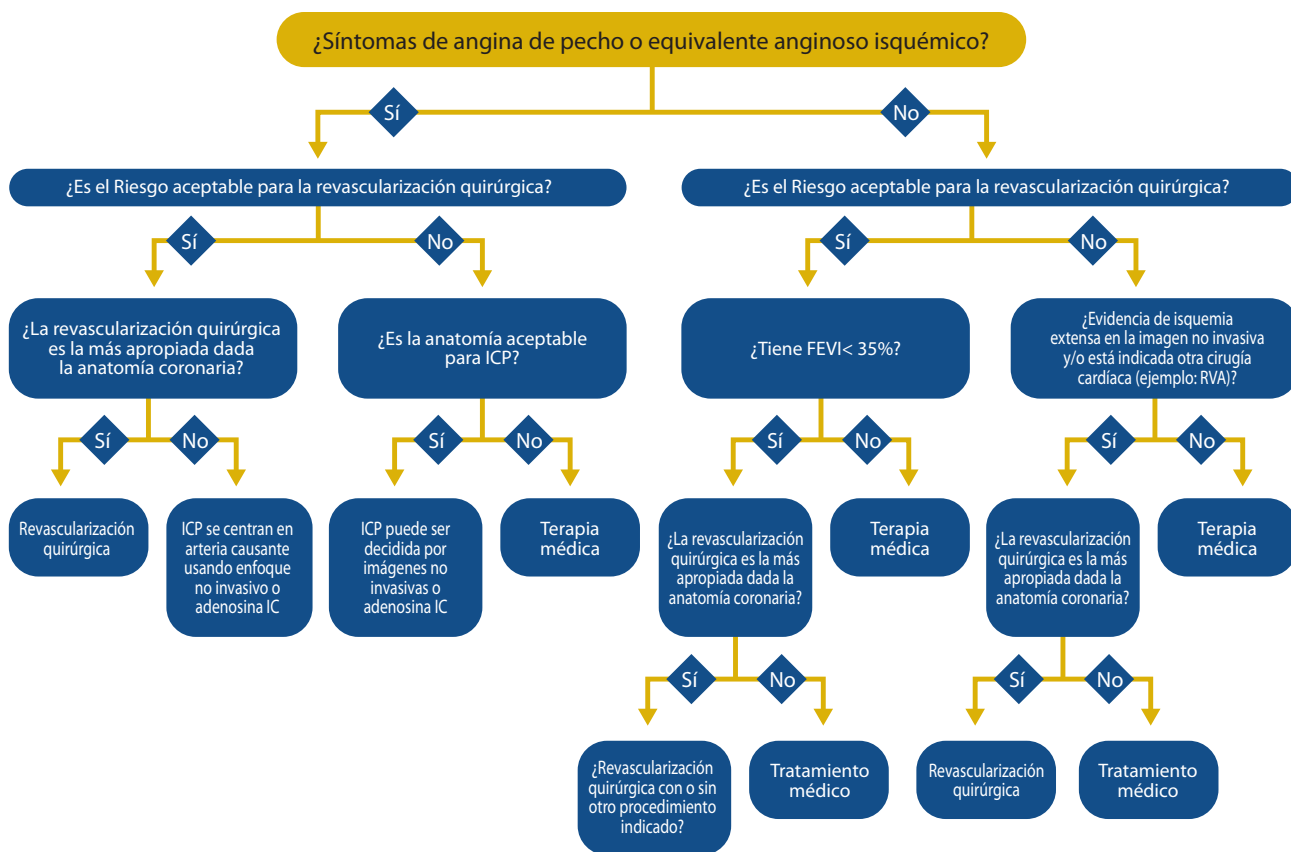 ¿Síntomas de angina de pecho o equivalente anginoso isquémico?
Sí
No
¿Es el Riesgo aceptable para la revascularización quirúrgica?
¿Es el Riesgo aceptable para la revascularización quirúrgica?
Sí
No
Sí
No
¿La revascularización quirúrgica
es la más apropiada dada
la anatomía coronaria?
¿Es la anatomía aceptable
para ICP?
¿Tiene FEVI< 35%?
¿Evidencia de isquemia
extensa en la imagen no invasiva
y/o está indicada otra cirugía
cardíaca (ejemplo: RVA)?
Sí
No
Sí
No
Sí
No
Sí
No
Revascularización
quirúrgica
ICP se centran en
arteria causante
usando enfoque
no invasivo o
adenosina IC
ICP puede ser
decidida por
imágenes no
invasivas o
adenosina IC
Terapia
médica
¿La revascularización
quirúrgica es la más
apropiada dada la
anatomía coronaria?
Terapia
médica
¿La revascularización
quirúrgica es la más
apropiada dada la
anatomía coronaria?
Terapia
médica
Sí
No
Sí
No
¿Revascularización
quirúrgica con o sin
otro procedimiento
indicado?
Tratamiento
médico
Revascularización
quirúrgica
Tratamiento
médico